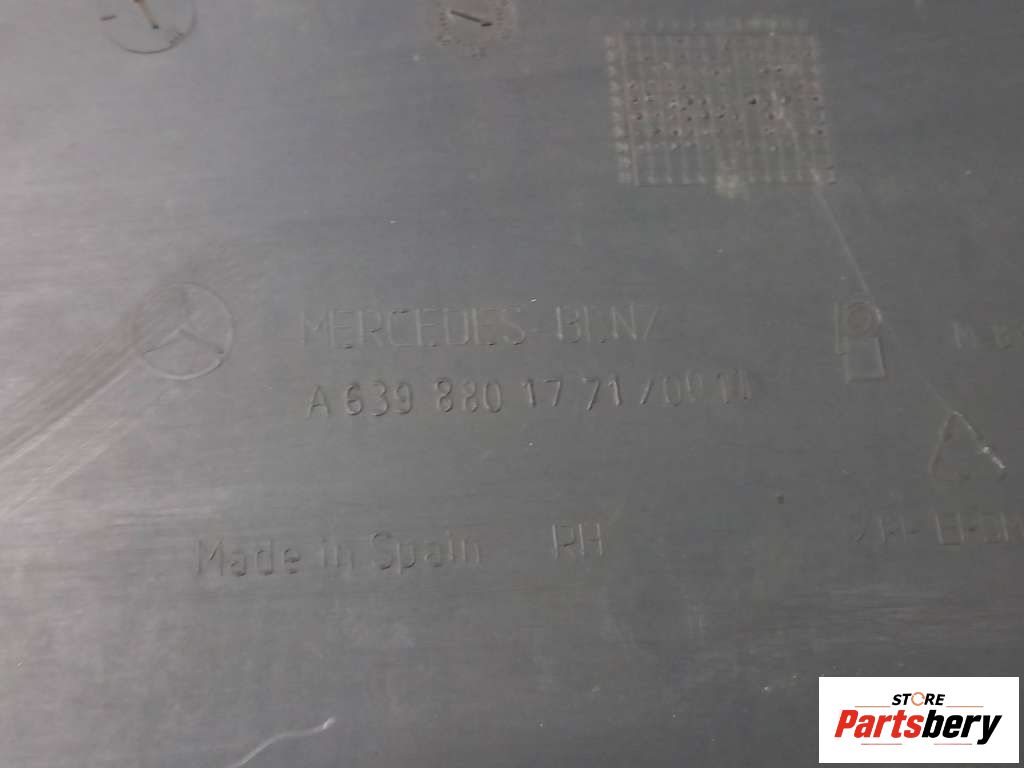 MERCEDES-BENZ
A 639 880 17 71
Made in Spain RH
STORE
Partsbery